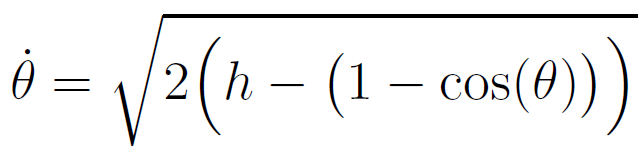 θ̇ = √(2(h − (1 − cos(θ))))